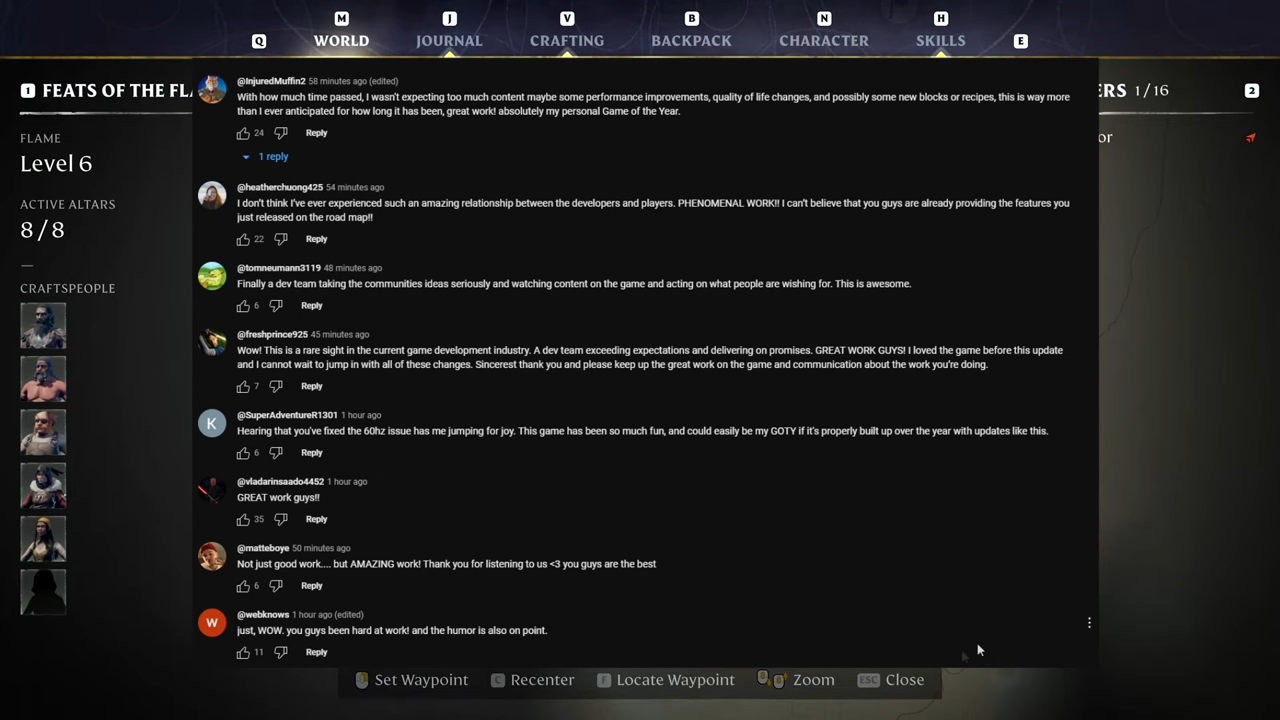 M J V B N H
Q WORLD JOURNAL CRAFTING BACKPACK CHARACTER SKILLS E
1 FEATS OF THE FLA
ERS 1/16 2
FLAME
Level 6
or
ACTIVE ALTARS
8/8
CRAFTSPEOPLE
@InjuredMuffin2 58 minutes ago (edited)
With how much time passed, I wasn't expecting too much content maybe some performance improvements, quality of life changes, and possibly some new blocks or recipes, this is way more
than I ever anticipated for how long it has been, great work! absolutely my personal Game of the Year.
24 Reply
1 reply
@heatherchuong425 54 minutes ago
I don't think I've ever experienced such an amazing relationship between the developers and players. PHENOMENAL WORK!! I can't believe that you guys are already providing the features you
just released on the road map!!
22 Reply
@tomneumann3119 48 minutes ago
Finally a dev team taking the communities ideas seriously and watching content on the game and acting on what people are wishing for. This is awesome.
6 Reply
@freshprince925 45 minutes ago
Wow! This is a rare sight in the current game development industry. A dev team exceeding expectations and delivering on promises. GREAT WORK GUYS! I loved the game before this update
and I cannot wait to jump in with all of these changes. Sincerest thank you and please keep up the great work on the game and communication about the work you're doing.
7 Reply
K
@SuperAdventureR1301 1 hour ago
Hearing that you've fixed the 60hz issue has me jumping for joy. This game has been so much fun, and could easily be my GOTY if it's properly built up over the year with updates like this.
6 Reply
@vladarinsaado4452 1 hour ago
GREAT work guys!!
35 Reply
@matteboye 50 minutes ago
Not just good work.... but AMAZING work! Thank you for listening to us <3 you guys are the best
6 Reply
W
@webknows 1 hour ago (edited)
just, WOW. you guys been hard at work! and the humor is also on point.
11 Reply
Set Waypoint C Recenter F Locate Waypoint Zoom ESC Close